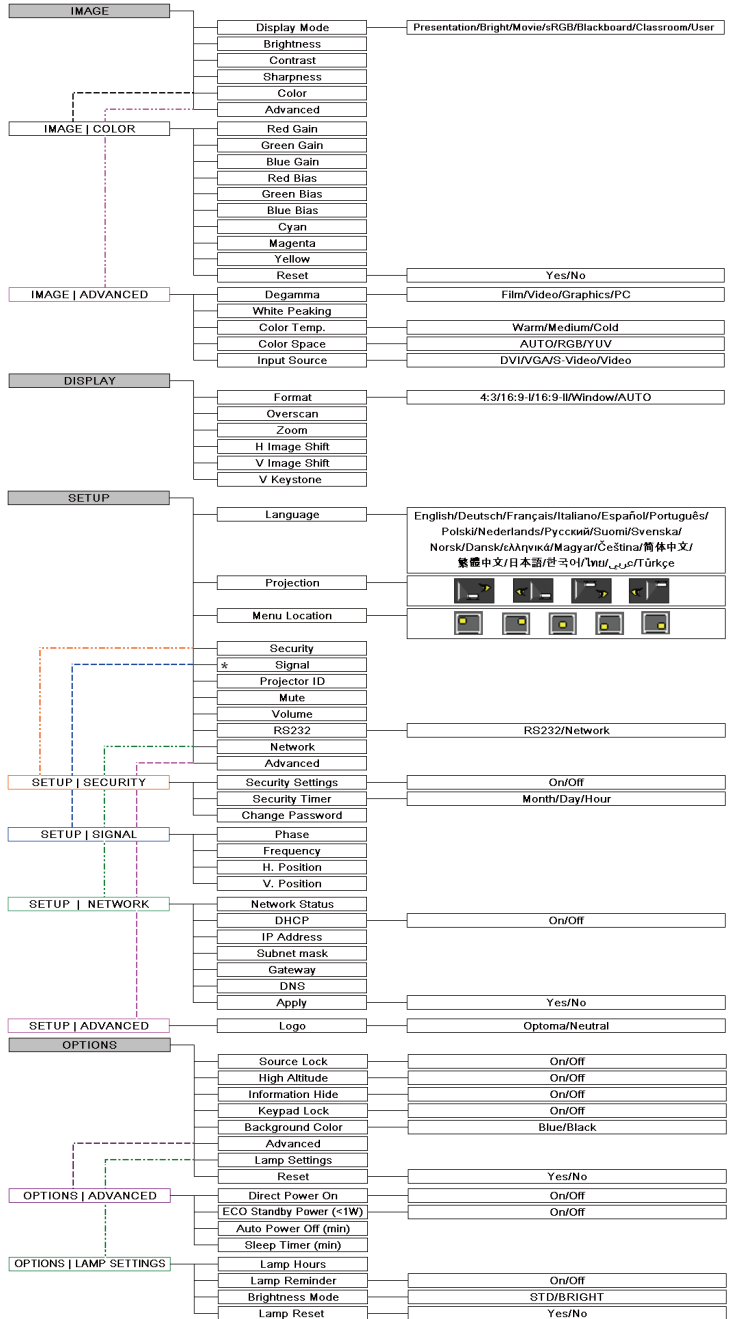 IMAGE
Display Mode
Presentation/Bright/Movie/sRGB/Blackboard/Classroom/User
Brightness
Contrast
Sharpness
Color
Advanced
IMAGE | COLOR
Red Gain
Green Gain
Blue Gain
Red Bias
Green Bias
Blue Bias
Cyan
Magenta
Yellow
Reset
Yes/No
IMAGE | ADVANCED
Degamma
Film/Video/Graphics/PC
White Peaking
Color Temp.
Warm/Medium/Cold
Color Space
AUTO/RGB/YUV
Input Source
DVI/VGA/S-Video/Video
DISPLAY
Format
4:3/16:9-I/16:9-II/Window/AUTO
Overscan
Zoom
H Image Shift
V Image Shift
V Keystone
SETUP
Language
English/Deutsch/Français/Italiano/Español/Português/
Polski/Nederlands/Русский/Suomi/Svenska/
Norsk/Dansk/ελληνικά/Magyar/Čeština/简体中文/
繁體中文/日本語/한국어/ไทย/عربي/Tűrkçe
Projection
Menu Location
Security
* Signal
Projector ID
Mute
Volume
RS232
RS232/Network
Network
Advanced
SETUP | SECURITY
Security Settings
On/Off
Security Timer
Month/Day/Hour
Change Password
SETUP | SIGNAL
Phase
Frequency
H. Position
V. Position
SETUP | NETWORK
Network Status
DHCP
On/Off
IP Address
Subnet mask
Gateway
DNS
Apply
Yes/No
SETUP | ADVANCED
Logo
Optoma/Neutral
OPTIONS
Source Lock
On/Off
High Altitude
On/Off
Information Hide
On/Off
Keypad Lock
On/Off
Background Color
Blue/Black
Advanced
Lamp Settings
Reset
Yes/No
OPTIONS | ADVANCED
Direct Power On
On/Off
ECO Standby Power (<1W)
On/Off
Auto Power Off (min)
Sleep Timer (min)
OPTIONS | LAMP SETTINGS
Lamp Hours
Lamp Reminder
On/Off
Brightness Mode
STD/BRIGHT
Lamp Reset
Yes/No